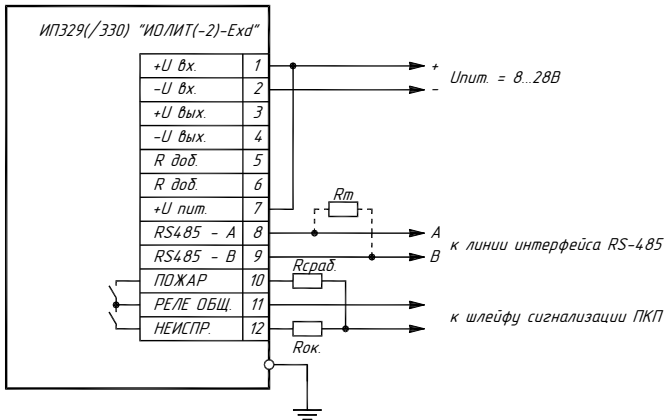 ИП329(/330) "ИОЛИТ(-2)-Exd"
+U вх. 1
-U вх. 2
+U вых. 3
-U вых. 4
R доб. 5
R доб. 6
+U пит. 7
RS485 - A 8
RS485 - B 9
ПОЖАР 10
РЕЛЕ ОБЩ. 11
НЕИСПР. 12
+
Uпит. = 8...28В
-
Rт
A
к линии интерфейса RS-485
B
Rсраб.
к шлейфу сигнализации ПКП
Rок.